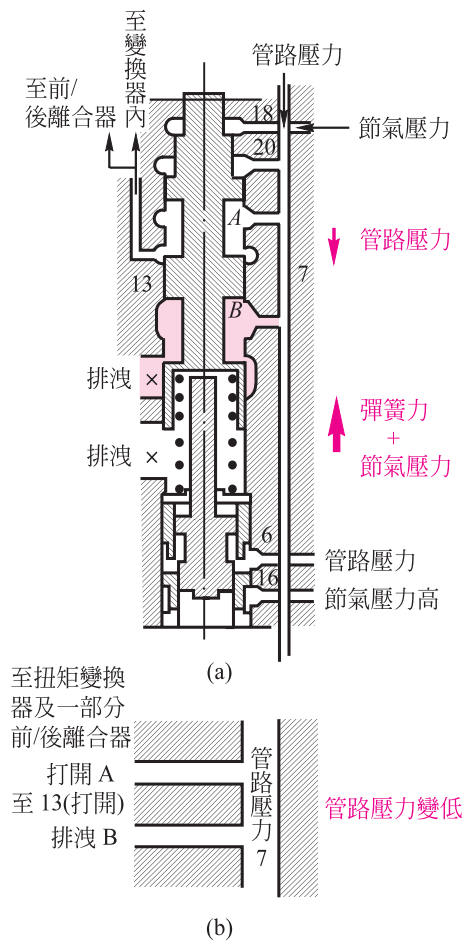 管路壓力
至變換器內
至前/
後離合器
18
節氣壓力
20
A
管路壓力
7
13
B
排洩 ×
彈簧力
+
節氣壓力
排洩 ×
6
管路壓力
16
節氣壓力高
(a)
至扭矩變換
器及一部分
前/後離合器
打開 A
至 13(打開)
排洩 B
管路壓力 7
管路壓力變低
(b)